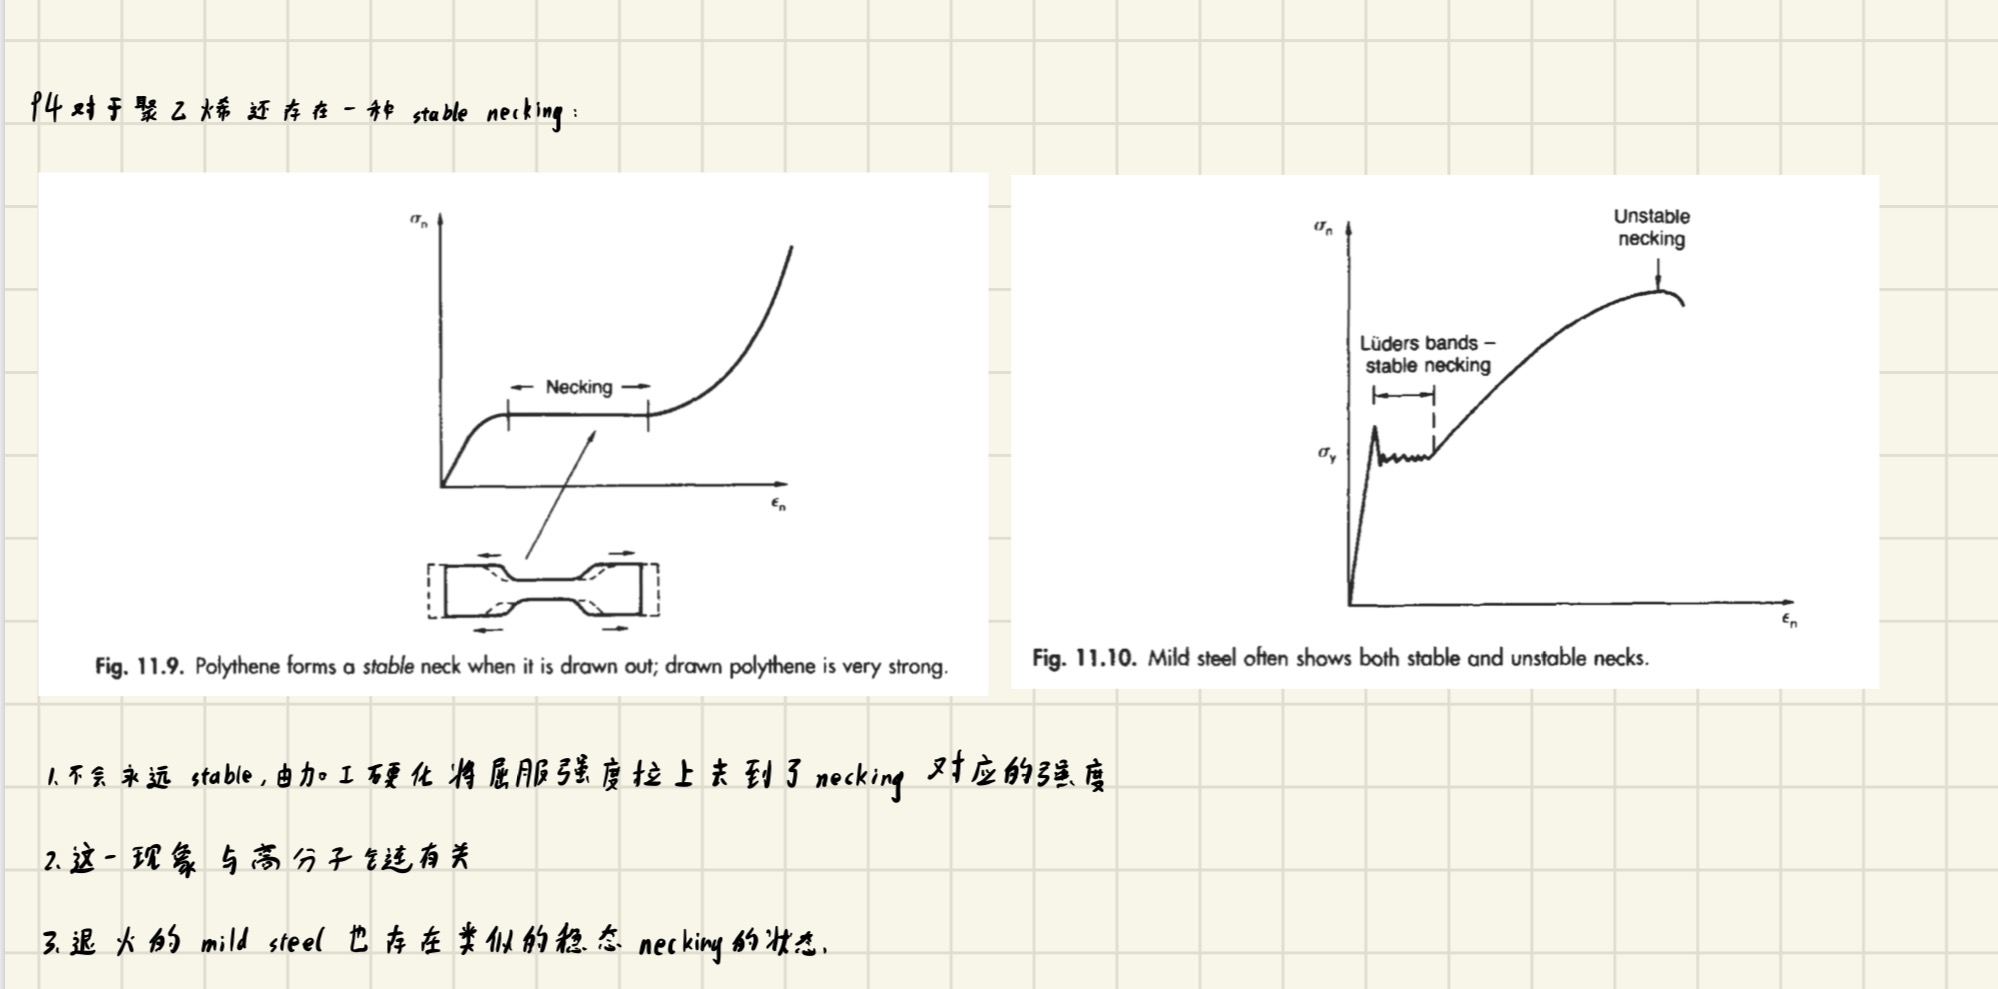 P4 对于聚乙烯还存在一种 stable necking:
σn
Necking
εn
Fig. 11.9. Polythene forms a stable neck when it is drawn out; drawn polythene is very strong.
σn
Unstable
necking
Lüders bands –
stable necking
σy
εn
Fig. 11.10. Mild steel often shows both stable and unstable necks.
1. 不会永远 stable, 由加工硬化将屈服强度拉上去到了 necking 对应的强度
2. 这一现象与高分子链有关
3. 退火的 mild steel 也存在类似的稳态 necking 的状态.